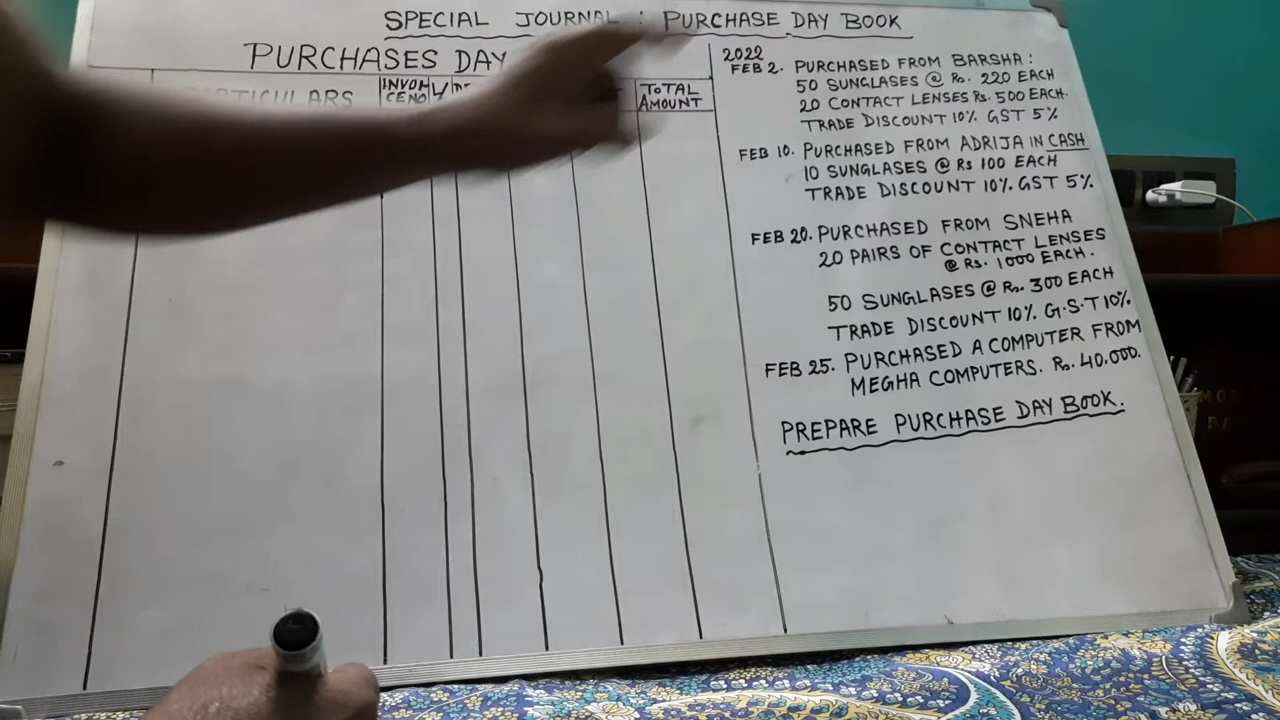 SPECIAL JOURNAL : PURCHASE DAY BOOK
PURCHASES DAY
PARTICULARS
INVOI
CE NO
L/
TOTAL
AMOUNT
2022
FEB 2. PURCHASED FROM BARSHA :
50 SUNGLASES @ Rs. 220 EACH
20 CONTACT LENSES Rs. 500 EACH.
TRADE DISCOUNT 10% GST 5%
FEB 10. PURCHASED FROM ADRIJA IN CASH
10 SUNGLASES @ Rs 100 EACH
TRADE DISCOUNT 10% GST 5%.
FEB 20. PURCHASED FROM SNEHA
20 PAIRS OF CONTACT LENSES
@ Rs. 1000 EACH.
50 SUNGLASES @ Rs. 300 EACH
TRADE DISCOUNT 10% G.S.T 10%.
FEB 25. PURCHASED A COMPUTER FROM
MEGHA COMPUTERS. Rs. 40,000.
PREPARE PURCHASE DAY BOOK.